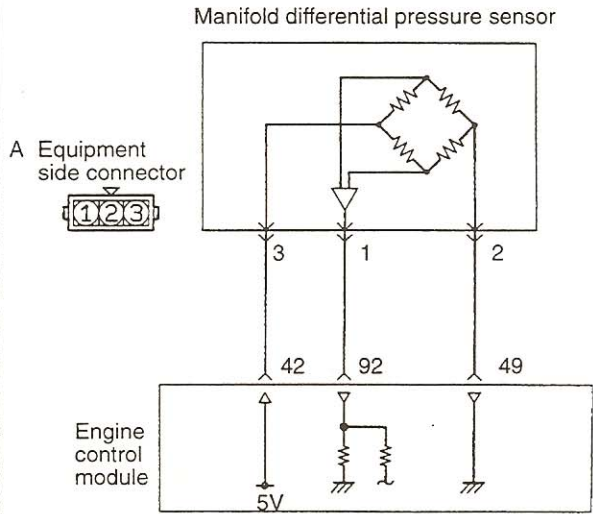 Manifold differential pressure sensor
A Equipment
side connector
1 2 3
3 1 2
42 92 49
Engine
control
module
5V